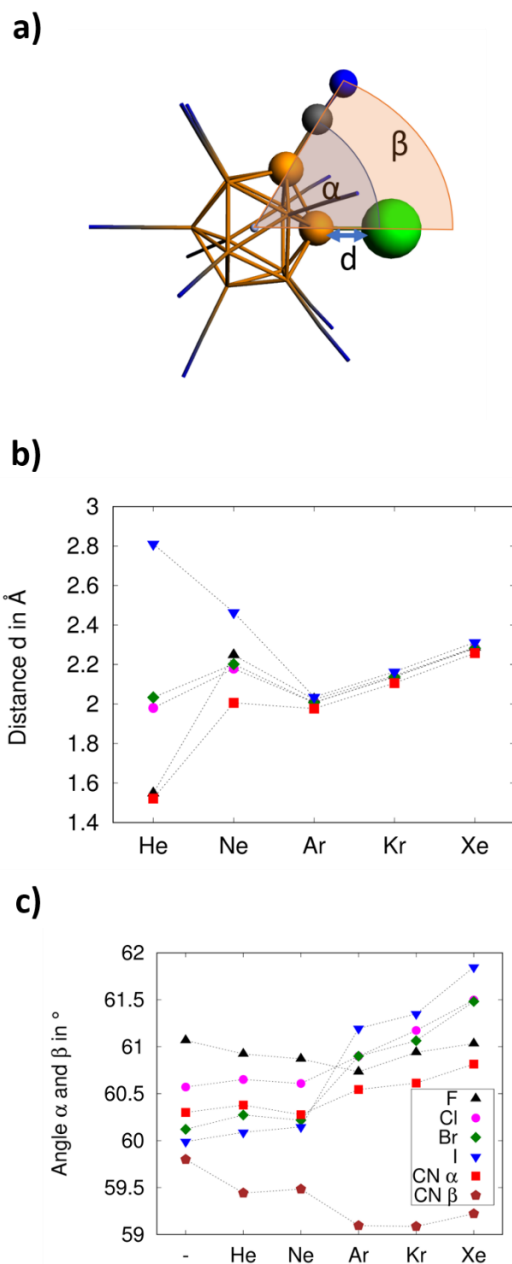 a)
β
α
d
b)
3
2.8
2.6
2.4
2.2
2
1.8
1.6
1.4
Distance d in Å
He Ne Ar Kr Xe
c)
62
61.5
61
60.5
60
59.5
59
Angle α and β in °
F
Cl
Br
I
CN α
CN β
- He Ne Ar Kr Xe